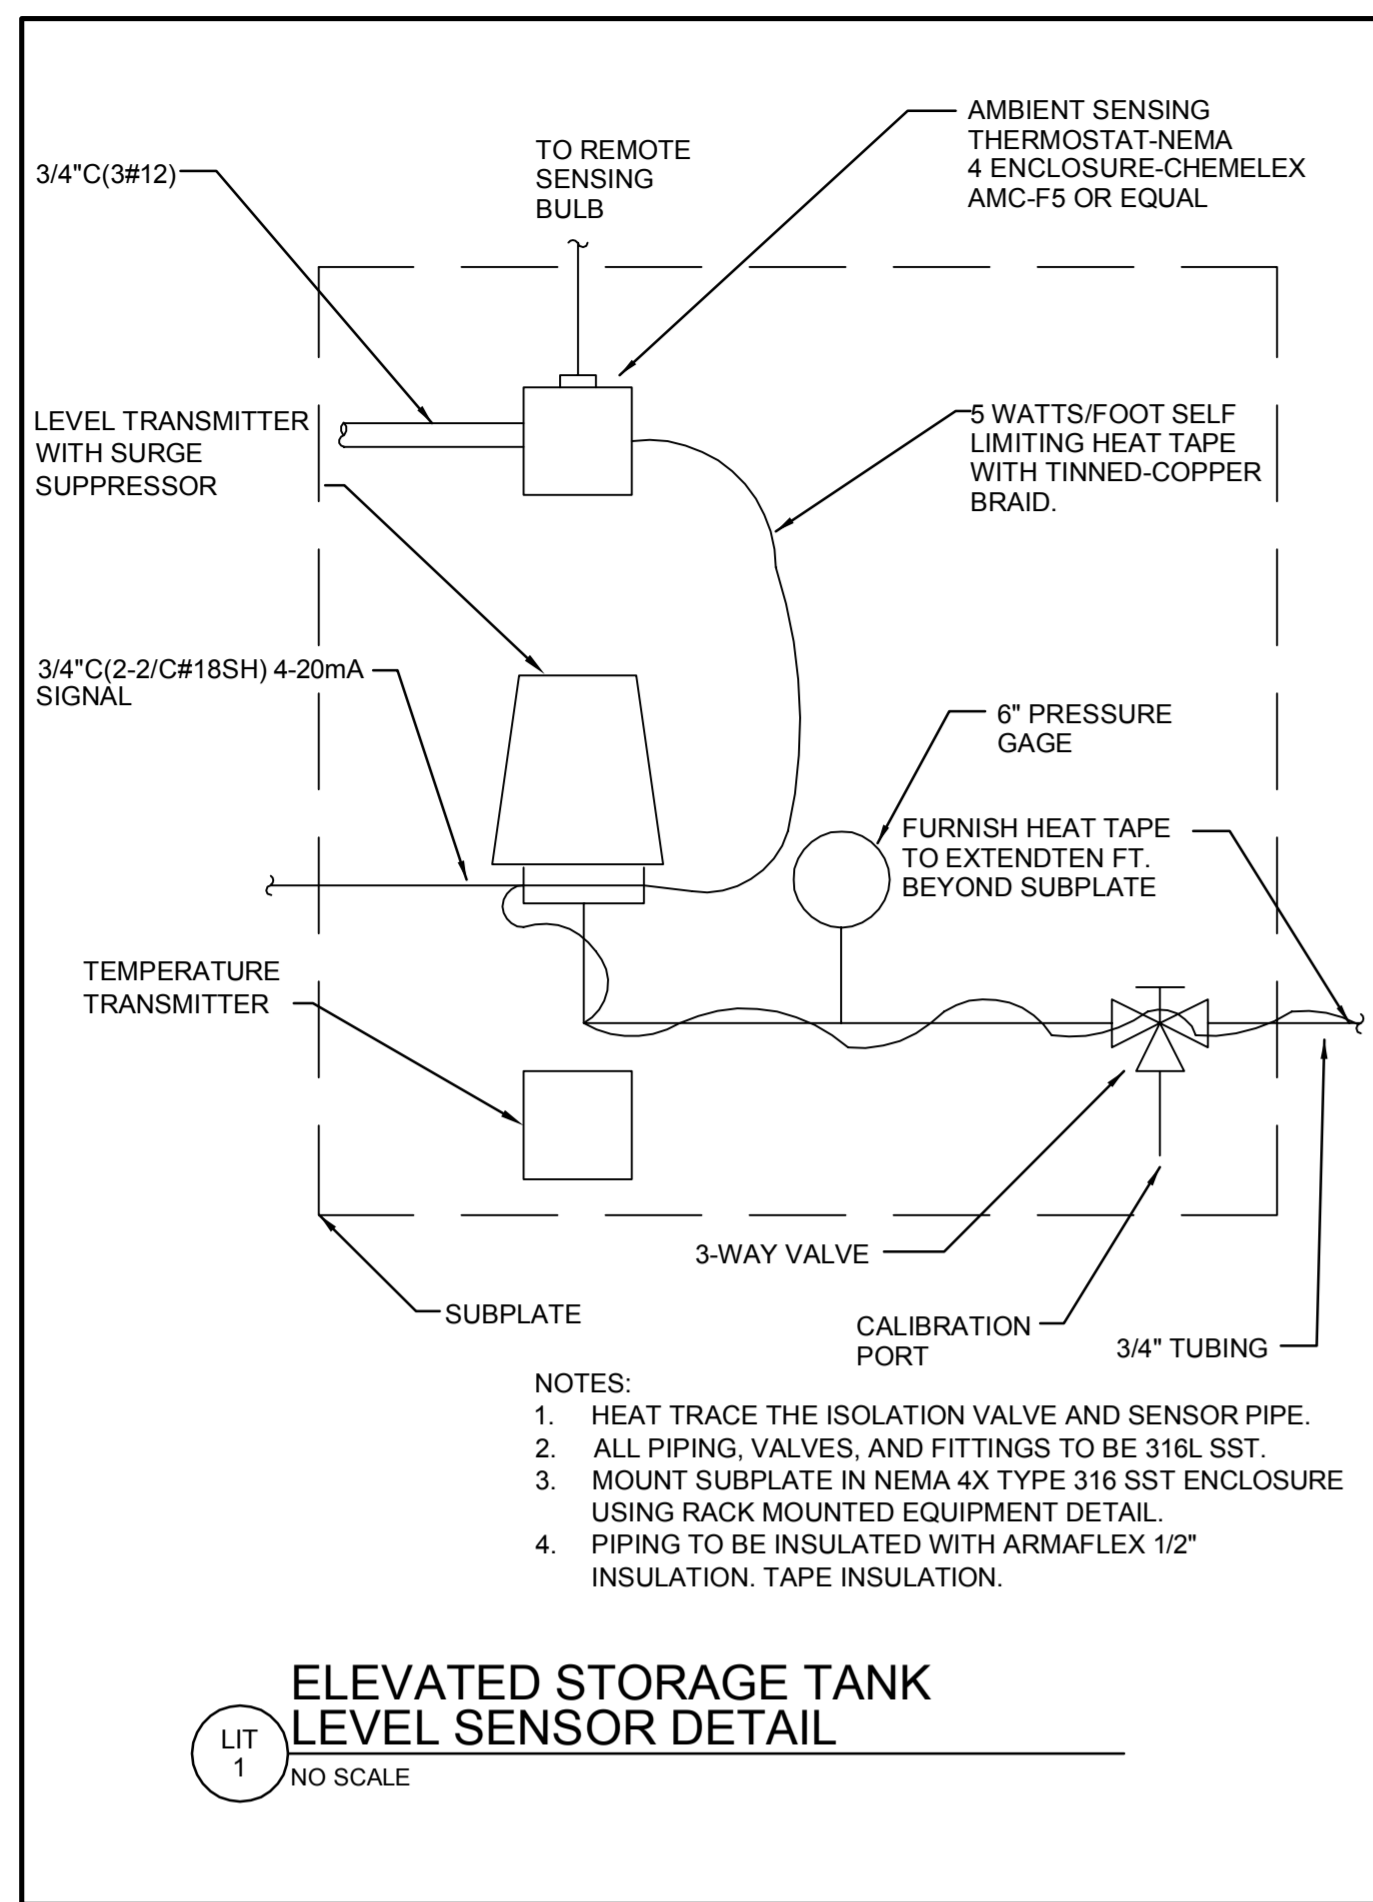 AMBIENT SENSING
THERMOSTAT-NEMA
4 ENCLOSURE-CHEMELEX
AMC-F5 OR EQUAL
TO REMOTE
SENSING
BULB
3/4"C(3#12)
LEVEL TRANSMITTER
WITH SURGE
SUPPRESSOR
5 WATTS/FOOT SELF
LIMITING HEAT TAPE
WITH TINNED-COPPER
BRAID.
3/4"C(2-2/C#18SH) 4-20mA
SIGNAL
6" PRESSURE
GAGE
FURNISH HEAT TAPE
TO EXTENDTEN FT.
BEYOND SUBPLATE
TEMPERATURE
TRANSMITTER
3-WAY VALVE
SUBPLATE
CALIBRATION
PORT
3/4" TUBING
NOTES:
1. HEAT TRACE THE ISOLATION VALVE AND SENSOR PIPE.
2. ALL PIPING, VALVES, AND FITTINGS TO BE 316L SST.
3. MOUNT SUBPLATE IN NEMA 4X TYPE 316 SST ENCLOSURE
USING RACK MOUNTED EQUIPMENT DETAIL.
4. PIPING TO BE INSULATED WITH ARMAFLEX 1/2"
INSULATION. TAPE INSULATION.
ELEVATED STORAGE TANK
LEVEL SENSOR DETAIL
LIT
1
NO SCALE